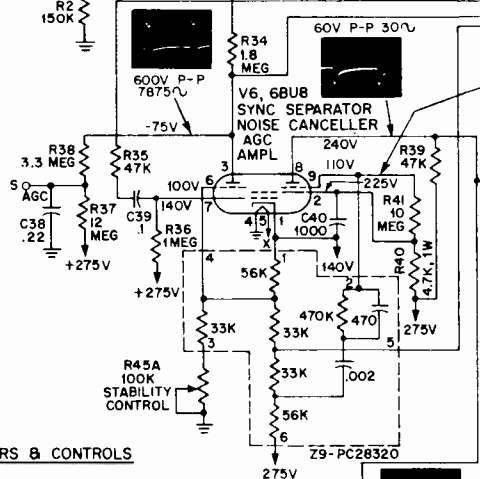 R2
150K
600V P-P
7875∿
60V P-P 30∿
R34
1.8
MEG
V6, 6BU8
SYNC SEPARATOR
NOISE CANCELLER
AGC
AMPL
-75V
240V
110V
225V
R38
3.3 MEG
R35
47K
R39
47K
3
8
9
6
7
2
100V
140V
S
AGC
C38
.22
R37
12
MEG
+275V
C39
.1
R36
1 MEG
+275V
4
5
1
X
C40
1000
140V
R41
10
MEG
R40
4.7K, 1W
275V
4
1
2
56K
470K
470
33K
33K
3
5
R45A
100K
STABILITY
CONTROL
33K
.002
56K
6
Z9-PC28320
275V
RS & CONTROLS